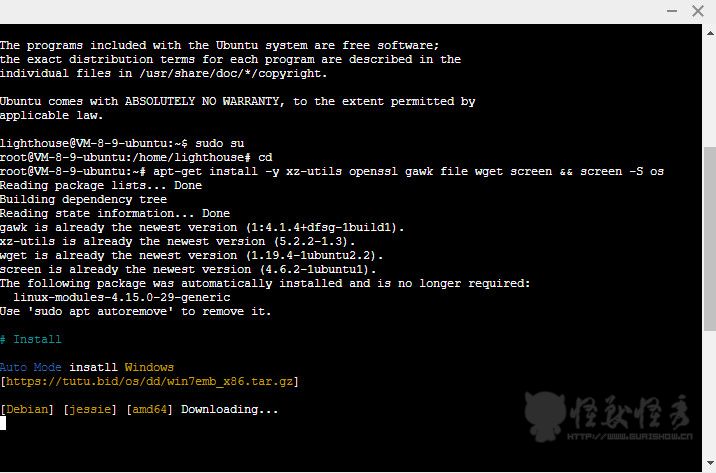 The programs included with the Ubuntu system are free software;
the exact distribution terms for each program are described in the
individual files in /usr/share/doc/*/copyright.
Ubuntu comes with ABSOLUTELY NO WARRANTY, to the extent permitted by
applicable law.
lighthouse@VM-8-9-ubuntu:~$ sudo su
root@VM-8-9-ubuntu:/home/lighthouse# cd
root@VM-8-9-ubuntu:~# apt-get install -y xz-utils openssl gawk file wget screen && screen -S os
Reading package lists... Done
Building dependency tree
Reading state information... Done
gawk is already the newest version (1:4.1.4+dfsg-1build1).
xz-utils is already the newest version (5.2.2-1.3).
wget is already the newest version (1.19.4-1ubuntu2.2).
screen is already the newest version (4.6.2-1ubuntu1).
The following package was automatically installed and is no longer required:
  linux-modules-4.15.0-29-generic
Use 'sudo apt autoremove' to remove it.
# Install
Auto Mode insatll Windows
[https://tutu.bid/os/dd/win7emb_x86.tar.gz]
[Debian] [jessie] [amd64] Downloading...
怪兽怪秀
HTTP://WWW.GUAISHOW.CN